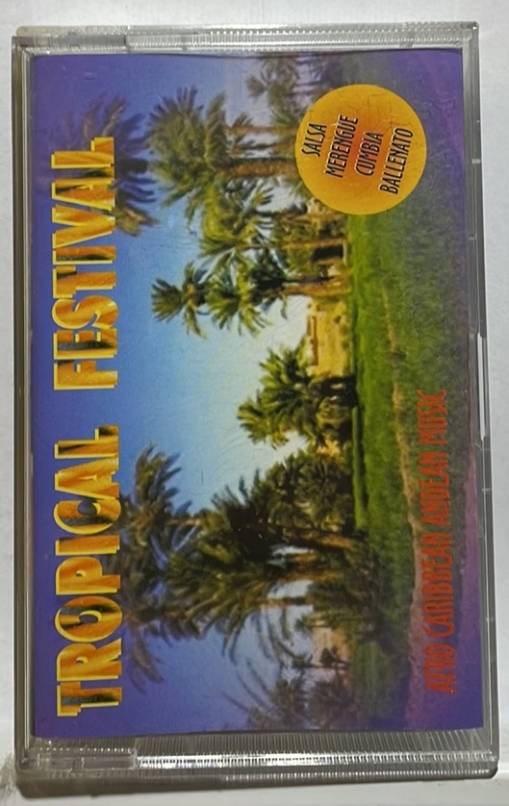 TROPICAL FESTIVAL
SALSA
MERENGUE
CUMBIA
BALLENATO
AFRO CARIBBEAN ANDEAN MUSIC